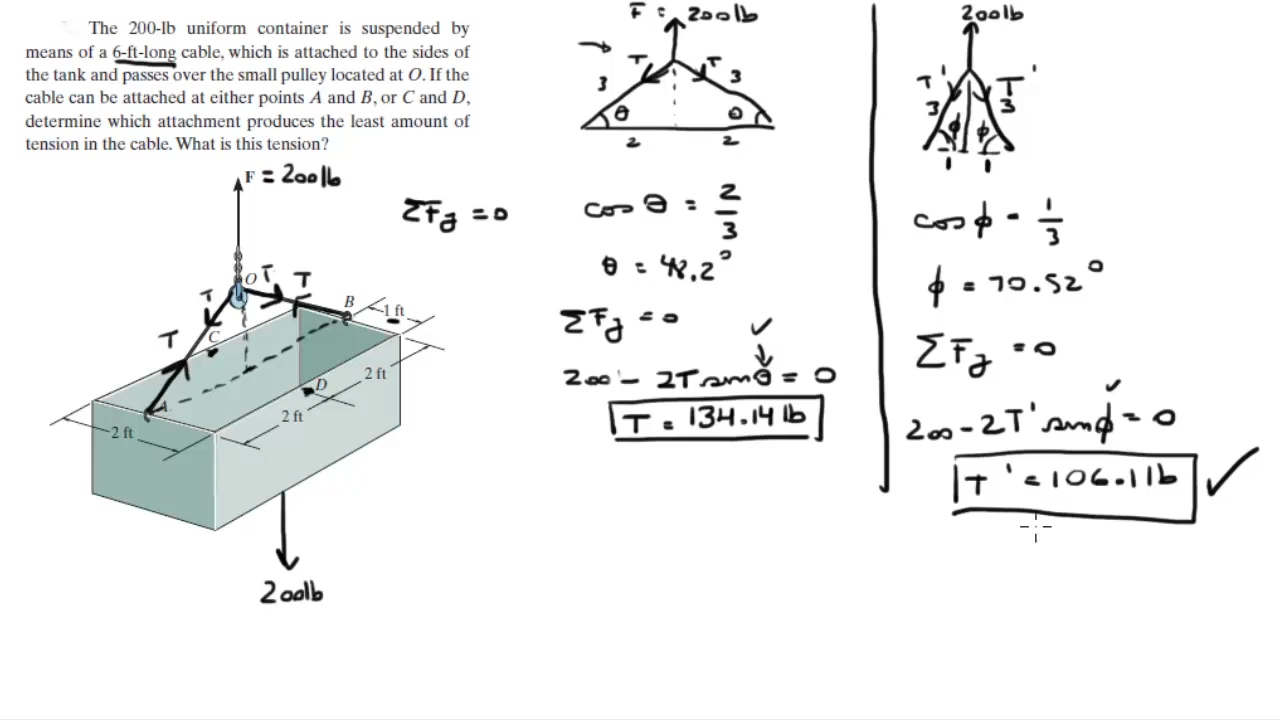 The 200-lb uniform container is suspended by
means of a 6-ft-long cable, which is attached to the sides of
the tank and passes over the small pulley located at O. If the
cable can be attached at either points A and B, or C and D,
determine which attachment produces the least amount of
tension in the cable. What is this tension?
F = 200lb
ΣFy = 0
O
T
T
T
T
B
1 ft
C
A
D
2 ft
2 ft
2 ft
200lb
F = 200lb
T
T
3
3
θ
θ
2
2
cos θ = 2/3
θ = 48.2°
ΣFy = 0
200 - 2T sinθ = 0
T = 134.14 lb
200lb
T'
T'
3
3
ϕ
ϕ
1
1
cos ϕ = 1/3
ϕ = 70.52°
ΣFy = 0
200 - 2T' sinϕ = 0
T' = 106.1 lb